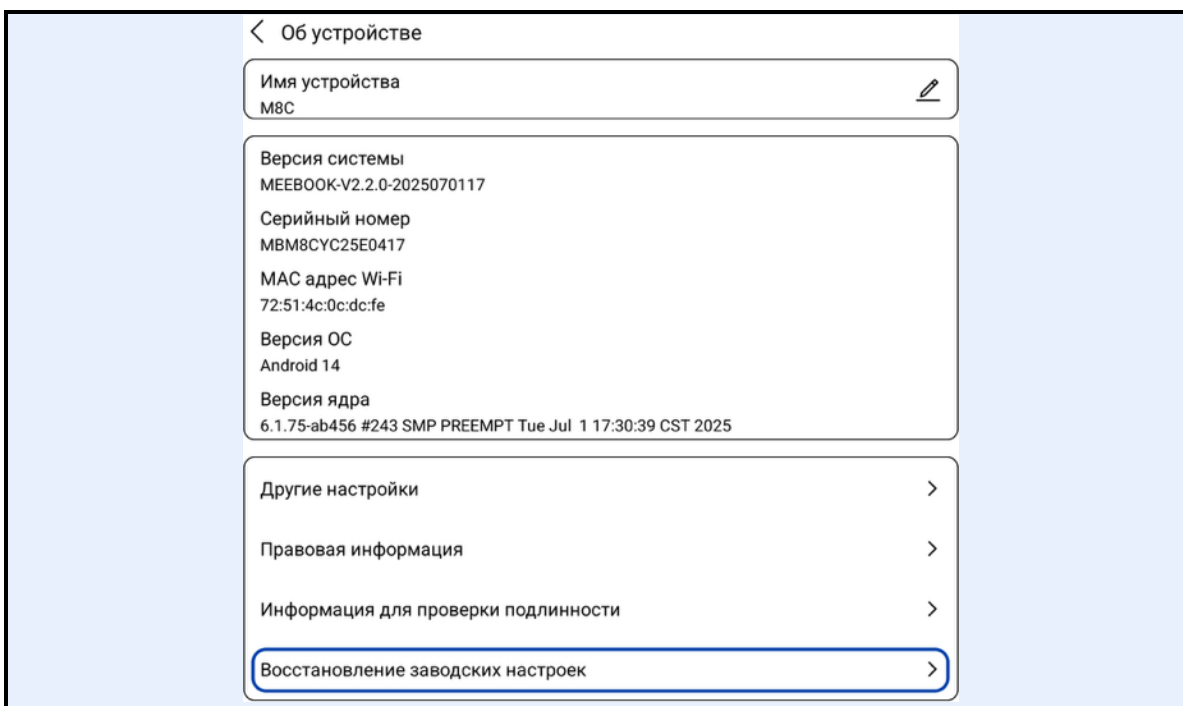 Об устройстве
Имя устройства
M8C
Версия системы
MEEBOOK-V2.2.0-2025070117
Серийный номер
MBM8CYC25E0417
MAC адрес Wi-Fi
72:51:4c:0c:dc:fe
Версия ОС
Android 14
Версия ядра
6.1.75-ab456 #243 SMP PREEMPT Tue Jul  1 17:30:39 CST 2025
Другие настройки
Правовая информация
Информация для проверки подлинности
Восстановление заводских настроек